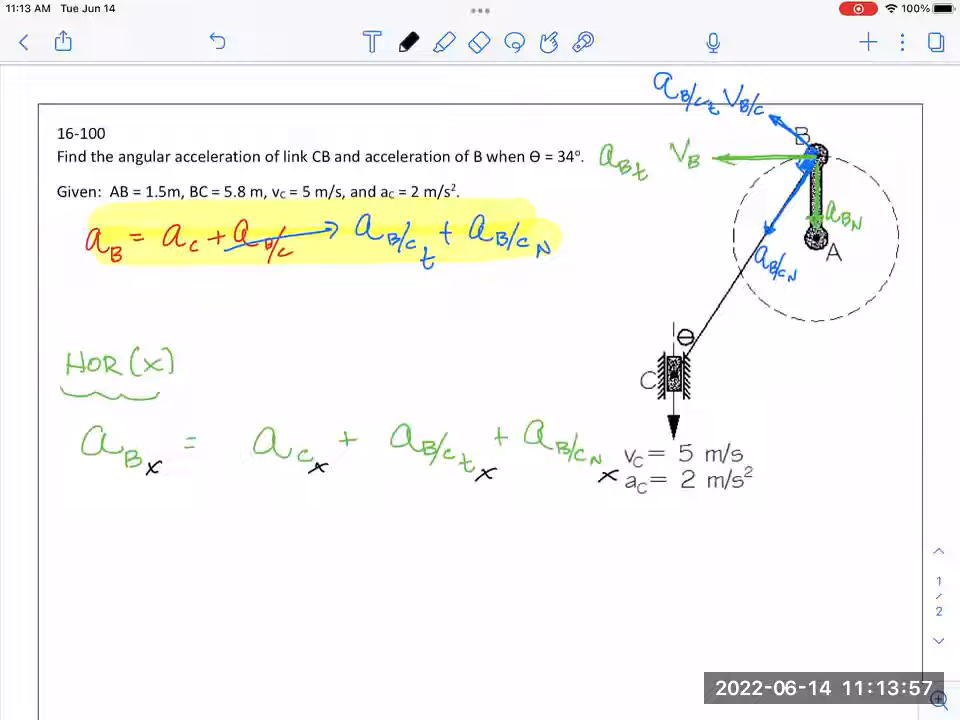 11:13 AM Tue Jun 14
100%
16-100
Find the angular acceleration of link CB and acceleration of B when Ɵ = 34°.
Given: AB = 1.5m, BC = 5.8 m, vC = 5 m/s, and aC = 2 m/s².
aB = aC + aB/C → aB/Ct + aB/CN
aB/Ct VB/C
B
aBt VB
aBN
A
aB/CN
Ɵ
C
HOR (X)
aBx = aCx + aB/Ctx + aB/CNx
vC = 5 m/s
aC = 2 m/s²
1
/
2
2022-06-14 11:13:57